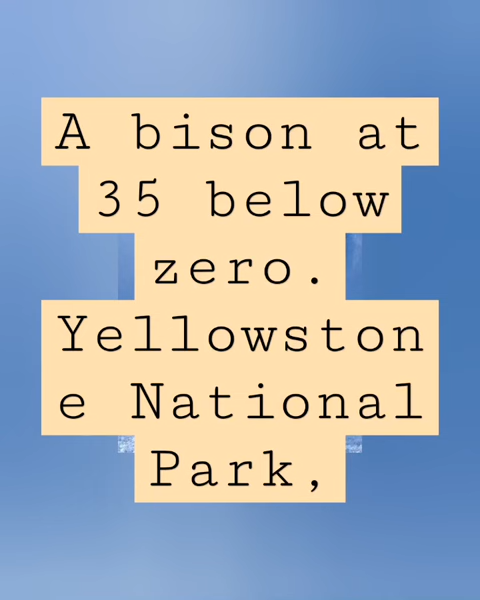 A bison at
35 below
zero.
Yellowston
e National
Park,